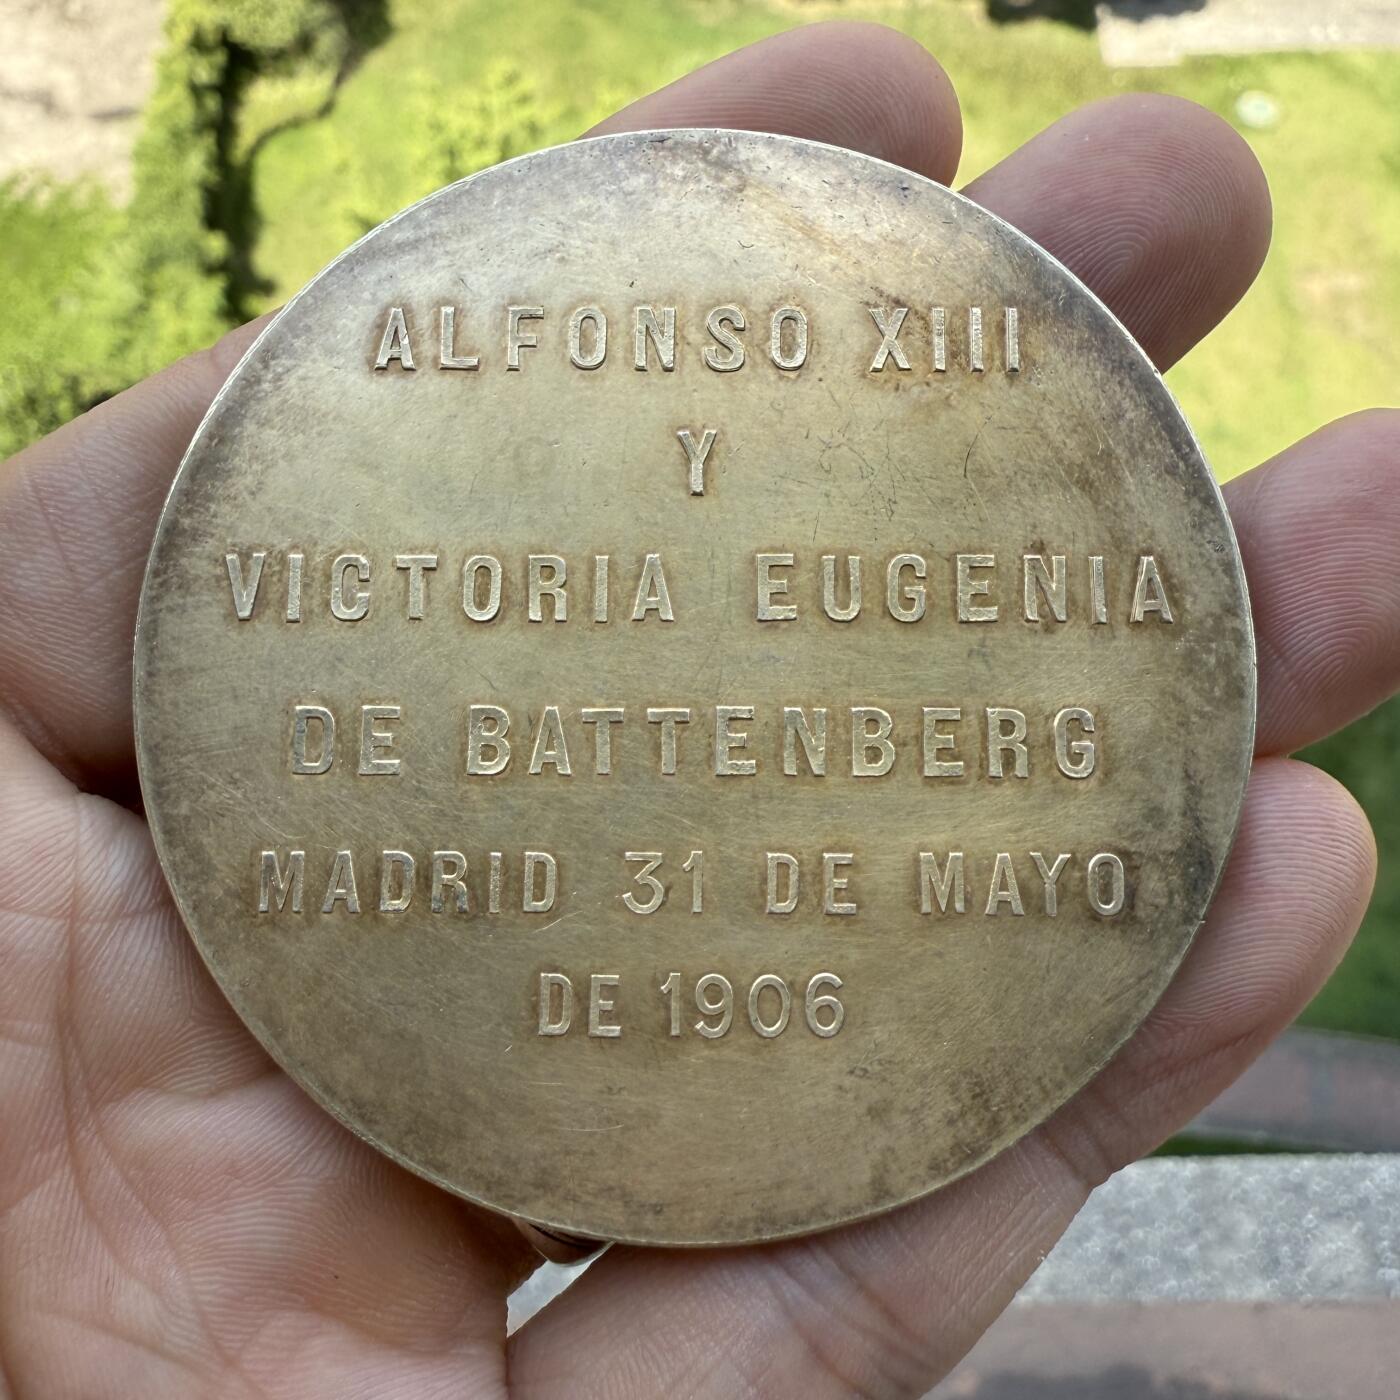 ALFONSO XIII
Y
VICTORIA EUGENIA
DE BATTENBERG
MADRID 31 DE MAYO
DE 1906